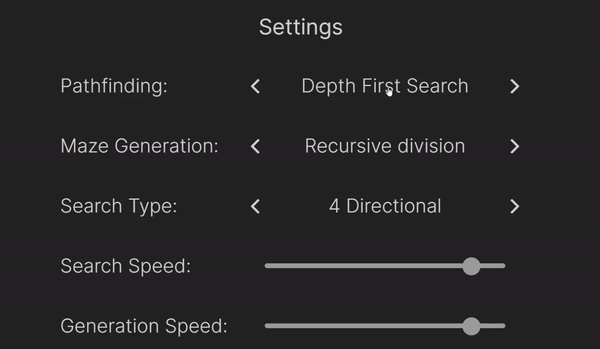 Settings
Pathfinding: Depth First Search
Maze Generation: Recursive division
Search Type: 4 Directional
Search Speed:
Generation Speed: